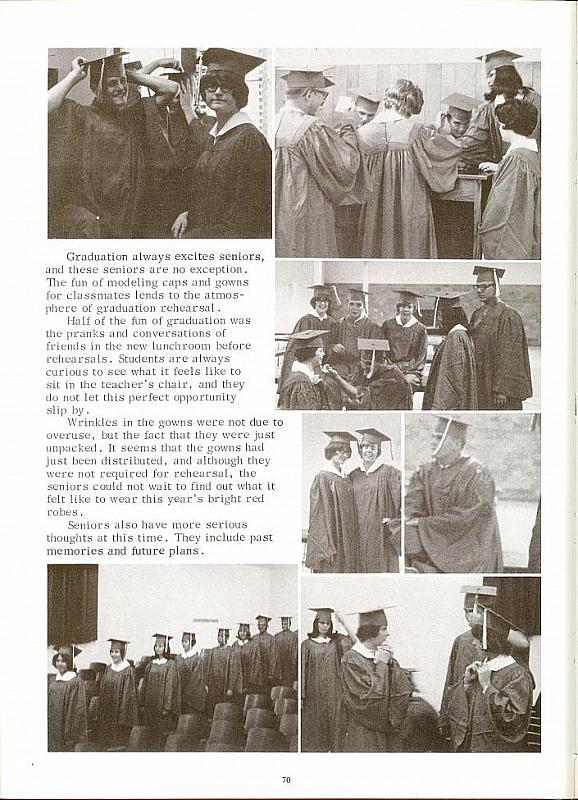 Graduation always excites seniors,
and these seniors are no exception.
The fun of modeling caps and gowns
for classmates lends to the atmos-
phere of graduation rehearsal.
Half of the fun of graduation was
the pranks and conversations of
friends in the new lunchroom before
rehearsals. Students are always
curious to see what it feels like to
sit in the teacher's chair, and they
do not let this perfect opportunity
slip by.
Wrinkles in the gowns were not due to
overuse, but the fact that they were just
unpacked. It seems that the gowns had
just been distributed, and although they
were not required for rehearsal, the
seniors could not wait to find out what it
felt like to wear this year's bright red
robes.
Seniors also have more serious
thoughts at this time. They include past
memories and future plans.
70